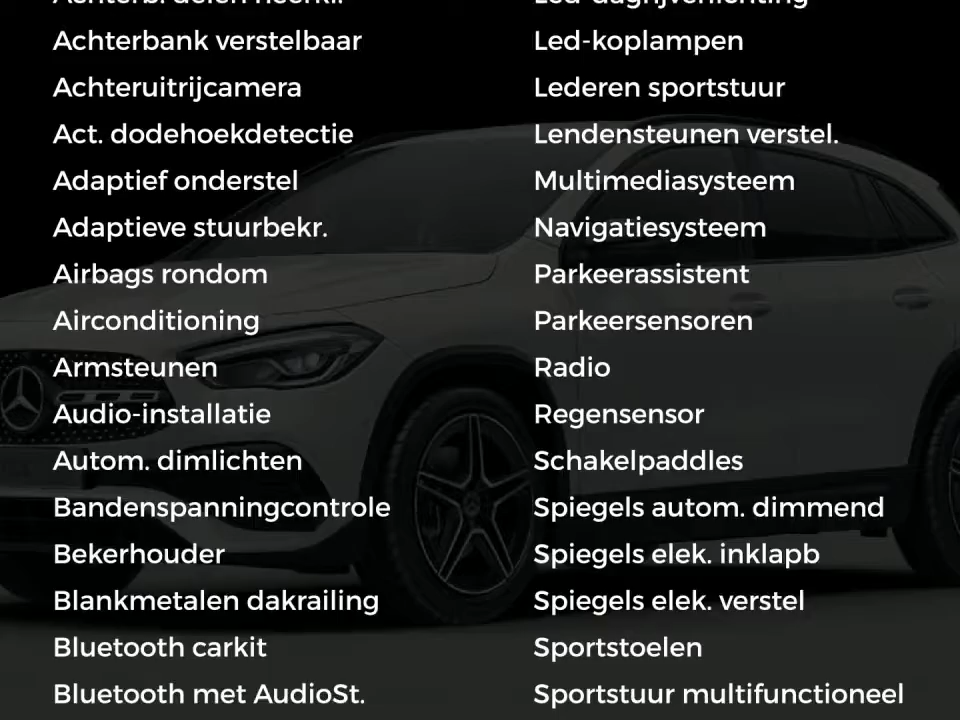 Achterbank verstelbaar
Achteruitrijcamera
Act. dodehoekdetectie
Adaptief onderstel
Adaptieve stuurbekr.
Airbags rondom
Airconditioning
Armsteunen
Audio-installatie
Autom. dimlichten
Bandenspanningcontrole
Bekerhouder
Blankmetalen dakrailing
Bluetooth carkit
Bluetooth met AudioSt.
Led-dagrijverlichting
Led-koplampen
Lederen sportstuur
Lendensteunen verstel.
Multimediasysteem
Navigatiesysteem
Parkeerassistent
Parkeersensoren
Radio
Regensensor
Schakelpaddles
Spiegels autom. dimmend
Spiegels elek. inklapb
Spiegels elek. verstel
Sportstoelen
Sportstuur multifunctioneel